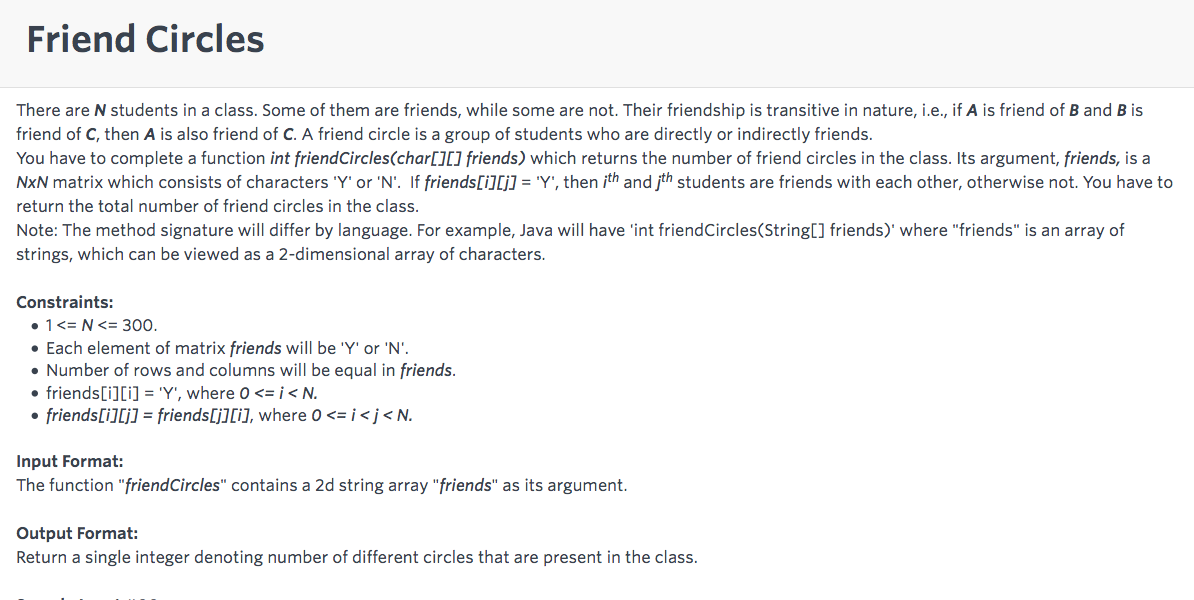 Friend Circles
There are N students in a class. Some of them are friends, while some are not. Their friendship is transitive in nature, i.e., if A is friend of B and B is
friend of C, then A is also friend of C. A friend circle is a group of students who are directly or indirectly friends.
You have to complete a function int friendCircles(char[][] friends) which returns the number of friend circles in the class. Its argument, friends, is a
NxN matrix which consists of characters 'Y' or 'N'. If friends[i][j] = 'Y', then ith and jth students are friends with each other, otherwise not. You have to
return the total number of friend circles in the class.
Note: The method signature will differ by language. For example, Java will have 'int friendCircles(String[] friends)' where "friends" is an array of
strings, which can be viewed as a 2-dimensional array of characters.
Constraints:
• 1 <= N <= 300.
• Each element of matrix friends will be 'Y' or 'N'.
• Number of rows and columns will be equal in friends.
• friends[i][i] = 'Y', where 0 <= i < N.
• friends[i][j] = friends[j][i], where 0 <= i < j < N.
Input Format:
The function "friendCircles" contains a 2d string array "friends" as its argument.
Output Format:
Return a single integer denoting number of different circles that are present in the class.